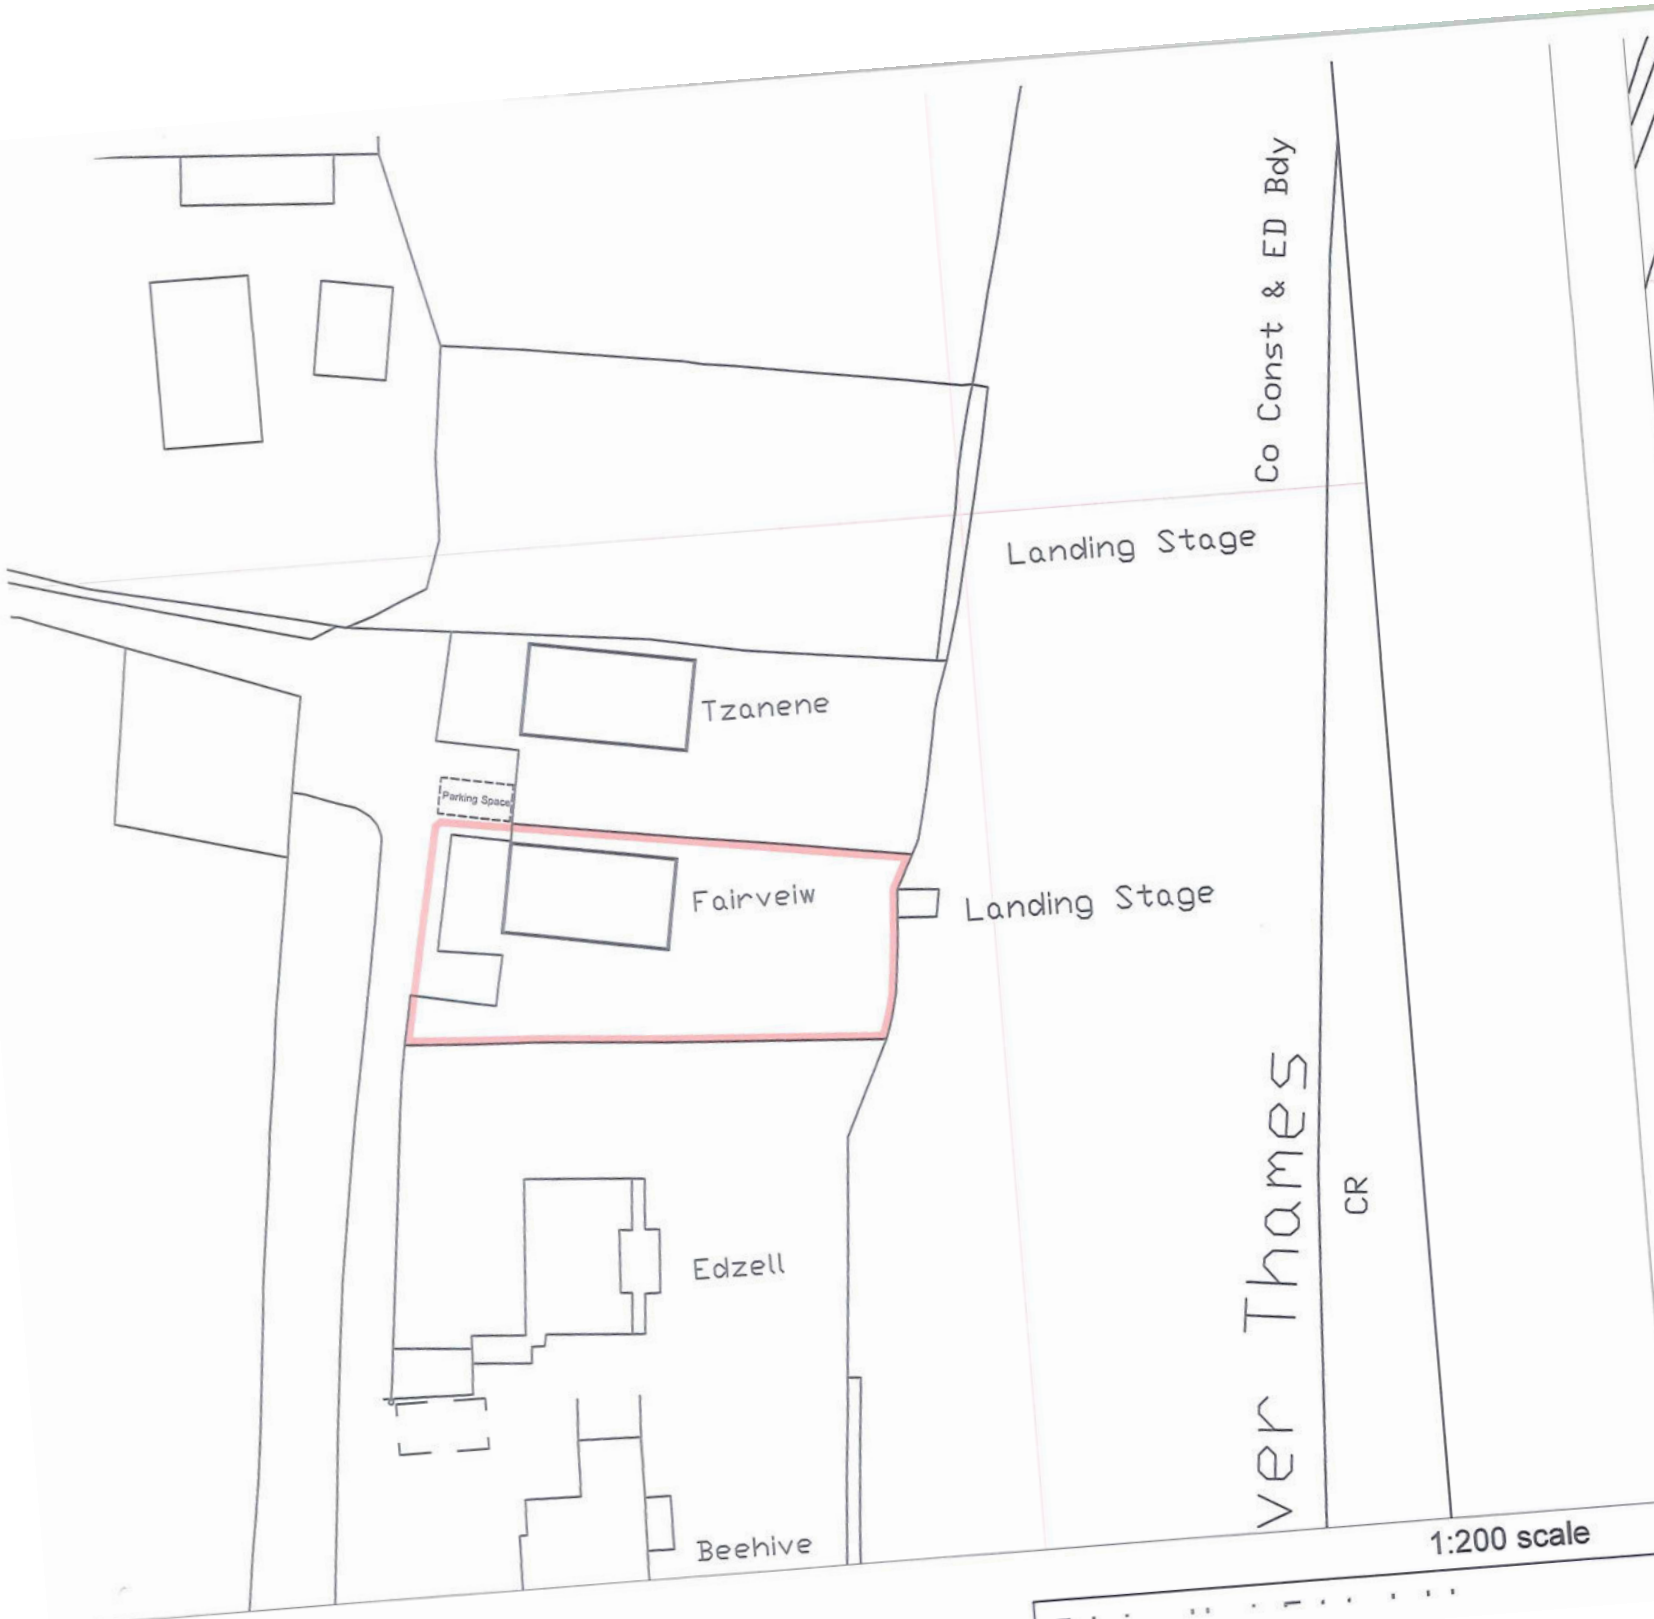 Co Const & ED Bdy
Landing Stage
Tzanene
Parking Space
Fairveiw
Landing Stage
ver Thames
CR
Edzell
Beehive
1:200 scale